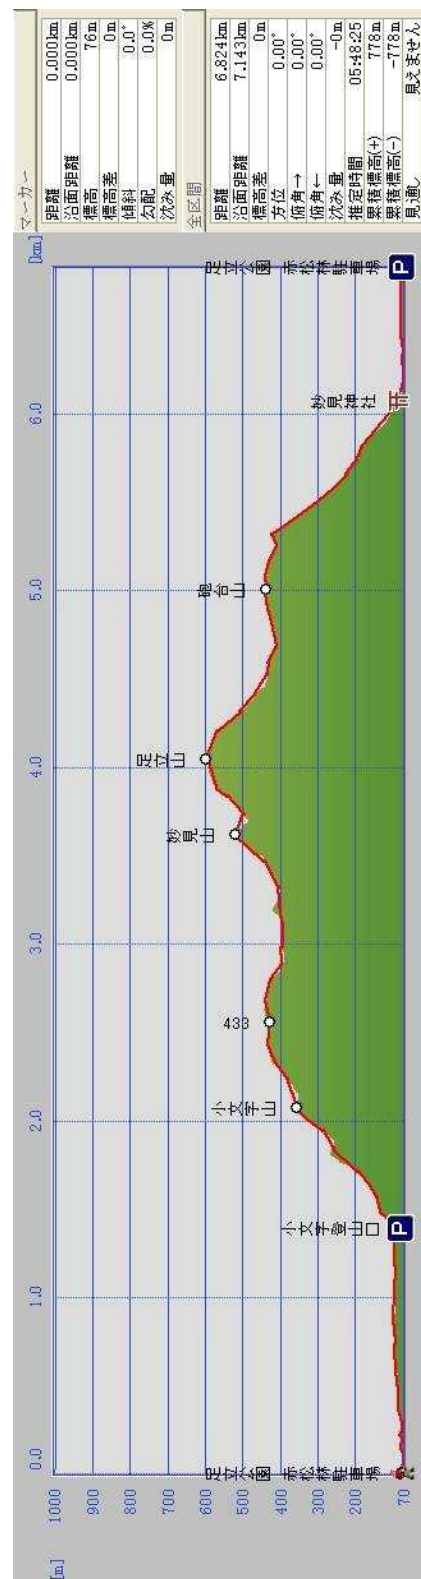 マーカー
距離 0.000km
沿面距離 0.000km
標高 76m
標高差 0m
傾斜 0.0°
勾配 0.0%
沈み量 0m
全区間
距離 6.824km
沿面距離 7.143km
標高差 0m
方位 0.00°
俯角→ 0.00°
俯角← 0.00°
沈み量 -0m
推定時間 05:48:25
累積標高(+) 778m
累積標高(-) -778m
見通し 見えません
[m]
0.0 1.0 2.0 3.0 4.0 5.0 6.0 [km]
1000
900
800
700
600
500
400
300
200
70
足立公園 赤松林駐車場
小文字登山口
P
小文字山
433
妙見山
足立山
砲台山
妙見神社
足立公園 赤松林駐車場
P